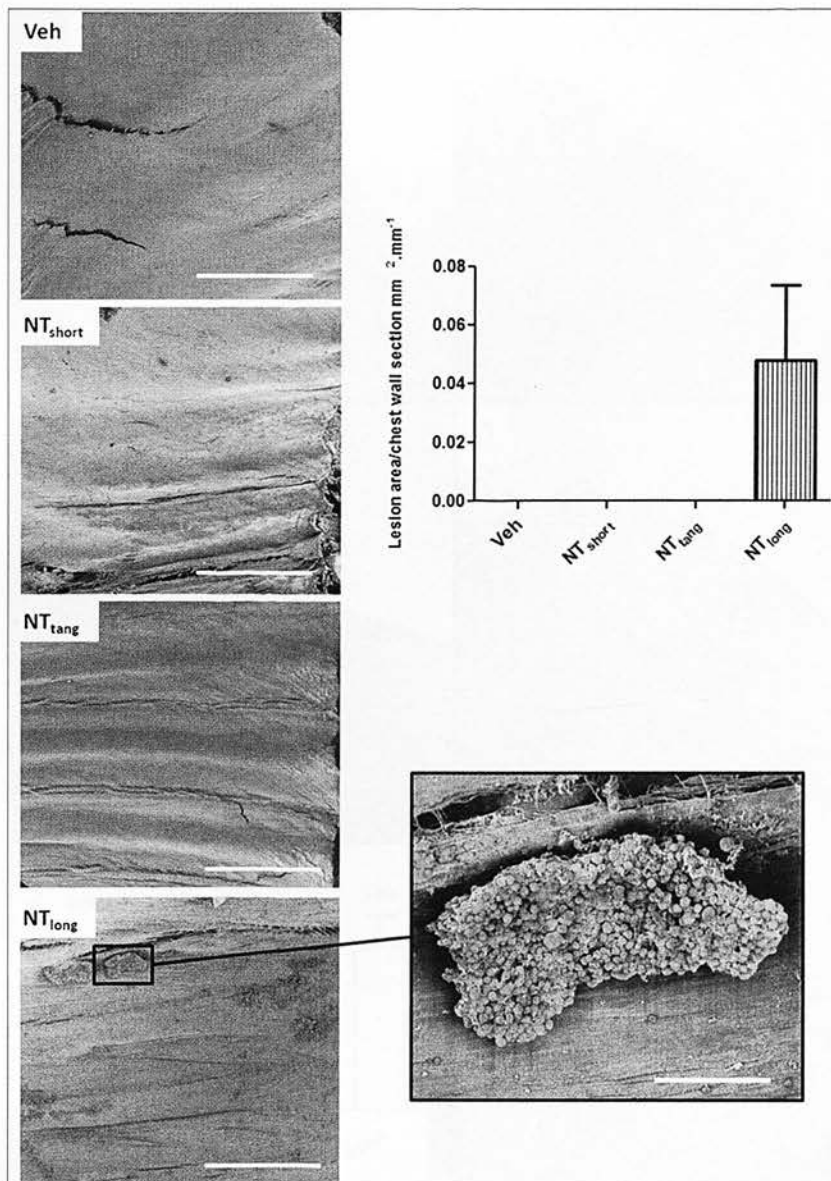 Veh
NTshort
NTtang
NTlong
Lesion area/chest wall section mm ².mm⁻¹
0.08
0.06
0.04
0.02
0.00
Veh
NTshort
NTtang
NTlong